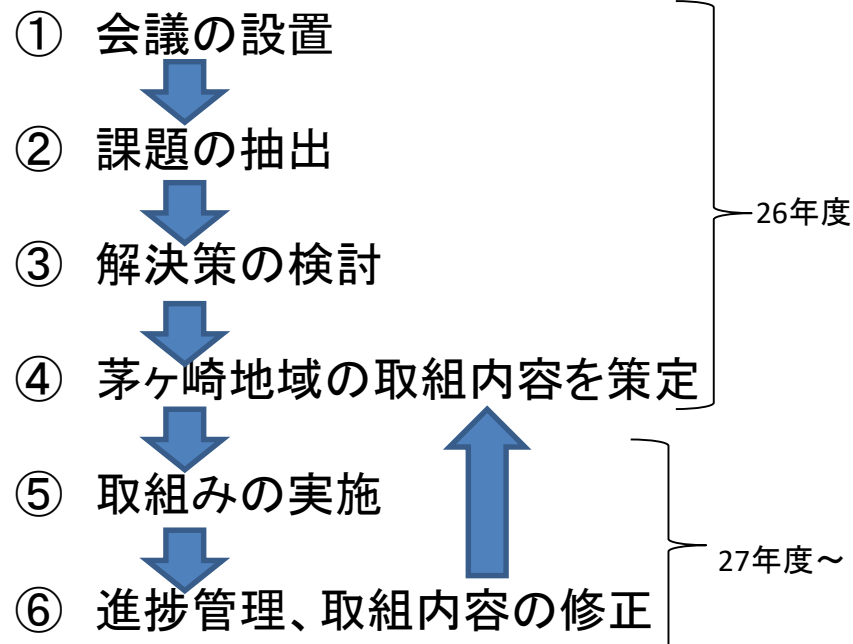 ① 会議の設置
② 課題の抽出
26年度
③ 解決策の検討
④ 茅ヶ崎地域の取組内容を策定
⑤ 取組みの実施
27年度~
⑥ 進捗管理、取組内容の修正